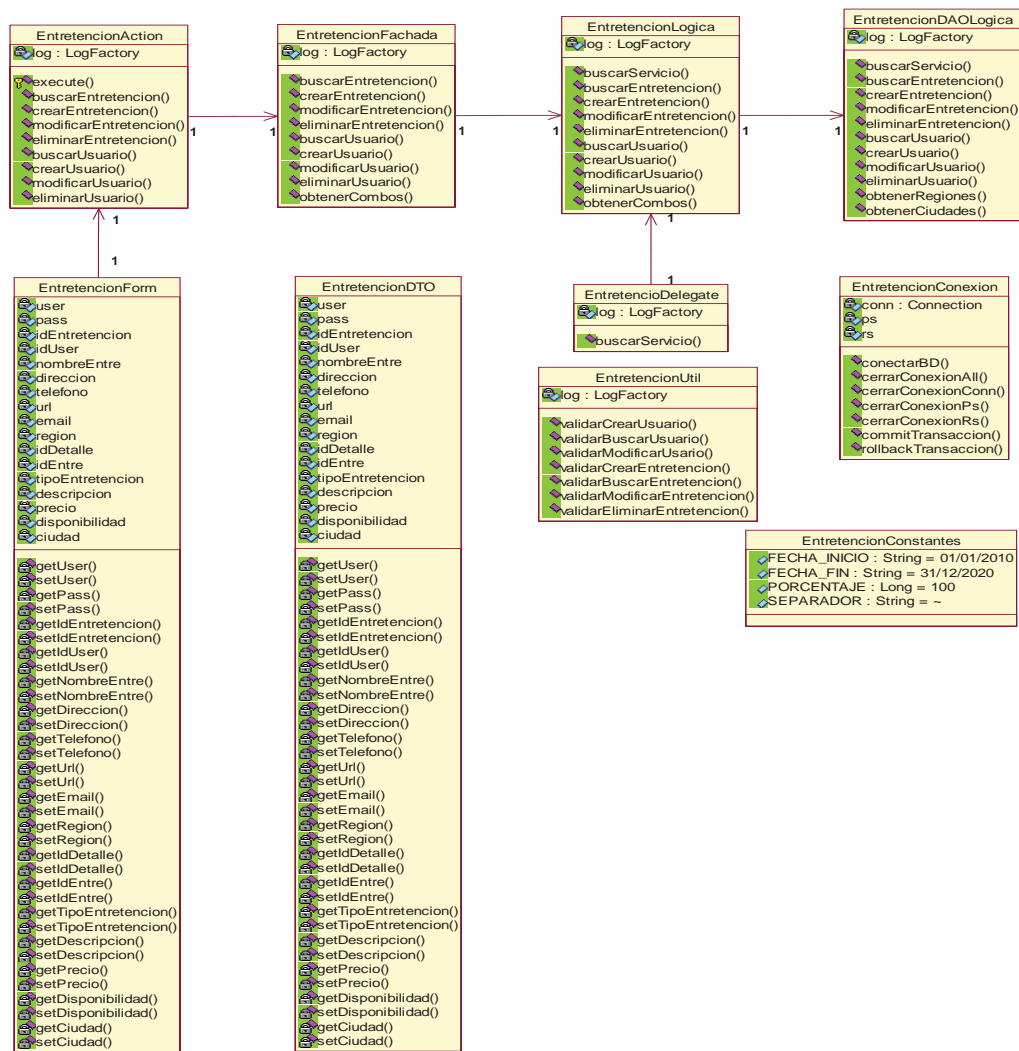 EntretencionAction
log : LogFactory
execute()
buscarEntretencion()
crearEntretencion()
modificarEntretencion()
eliminarEntretencion()
buscarUsuario()
crearUsuario()
modificarUsuario()
eliminarUsuario()
1
1
EntretencionFachada
log : LogFactory
buscarEntretencion()
crearEntretencion()
modificarEntretencion()
eliminarEntretencion()
buscarUsuario()
crearUsuario()
modificarUsuario()
eliminarUsuario()
obtenerCombos()
1
1
EntretencionLogica
log : LogFactory
buscarServicio()
buscarEntretencion()
crearEntretencion()
modificarEntretencion()
eliminarEntretencion()
buscarUsuario()
crearUsuario()
modificarUsuario()
eliminarUsuario()
obtenerCombos()
1
1
EntretencionDAOLogica
log : LogFactory
buscarServicio()
buscarEntretencion()
crearEntretencion()
modificarEntretencion()
eliminarEntretencion()
buscarUsuario()
crearUsuario()
modificarUsuario()
eliminarUsuario()
obtenerRegiones()
obtenerCiudades()
1
1
EntretencionForm
user
pass
idEntretencion
idUser
nombreEntre
direccion
telefono
url
email
region
idDetalle
idEntre
tipoEntretencion
descripcion
precio
disponibilidad
ciudad
getUser()
setUser()
getPass()
setPass()
getIdEntretencion()
setIdEntretencion()
getIdUser()
setIdUser()
getNombreEntre()
setNombreEntre()
getDireccion()
setDireccion()
getTelefono()
setTelefono()
getUrl()
setUrl()
getEmail()
setEmail()
getRegion()
setRegion()
getIdDetalle()
setIdDetalle()
getIdEntre()
setIdEntre()
getTipoEntretencion()
setTipoEntretencion()
getDescripcion()
setDescripcion()
getPrecio()
setPrecio()
getDisponibilidad()
setDisponibilidad()
getCiudad()
setCiudad()
EntretencionDTO
user
pass
idEntretencion
idUser
nombreEntre
direccion
telefono
url
email
region
idDetalle
idEntre
tipoEntretencion
descripcion
precio
disponibilidad
ciudad
getUser()
setUser()
getPass()
setPass()
getIdEntretencion()
setIdEntretencion()
getIdUser()
setIdUser()
getNombreEntre()
setNombreEntre()
getDireccion()
setDireccion()
getTelefono()
setTelefono()
getUrl()
setUrl()
getEmail()
setEmail()
getRegion()
setRegion()
getIdDetalle()
setIdDetalle()
getIdEntre()
setIdEntre()
getTipoEntretencion()
setTipoEntretencion()
getDescripcion()
setDescripcion()
getPrecio()
setPrecio()
getDisponibilidad()
setDisponibilidad()
getCiudad()
setCiudad()
1
1
EntretencioDelegate
log : LogFactory
buscarServicio()
EntretencionUtil
log : LogFactory
validarCrearUsuario()
validarBuscarUsuario()
validarModificarUsario()
validarCrearEntretencion()
validarBuscarEntretencion()
validarModificarEntretencion()
validarEliminarEntretencion()
EntretencionConexion
conn : Connection
ps
rs
conectarBD()
cerrarConexionAll()
cerrarConexionConn()
cerrarConexionPs()
cerrarConexionRs()
commitTransaccion()
rollbackTransaccion()
EntretencionConstantes
FECHA_INICIO : String = 01/01/2010
FECHA_FIN : String = 31/12/2020
PORCENTAJE : Long = 100
SEPARADOR : String = ~